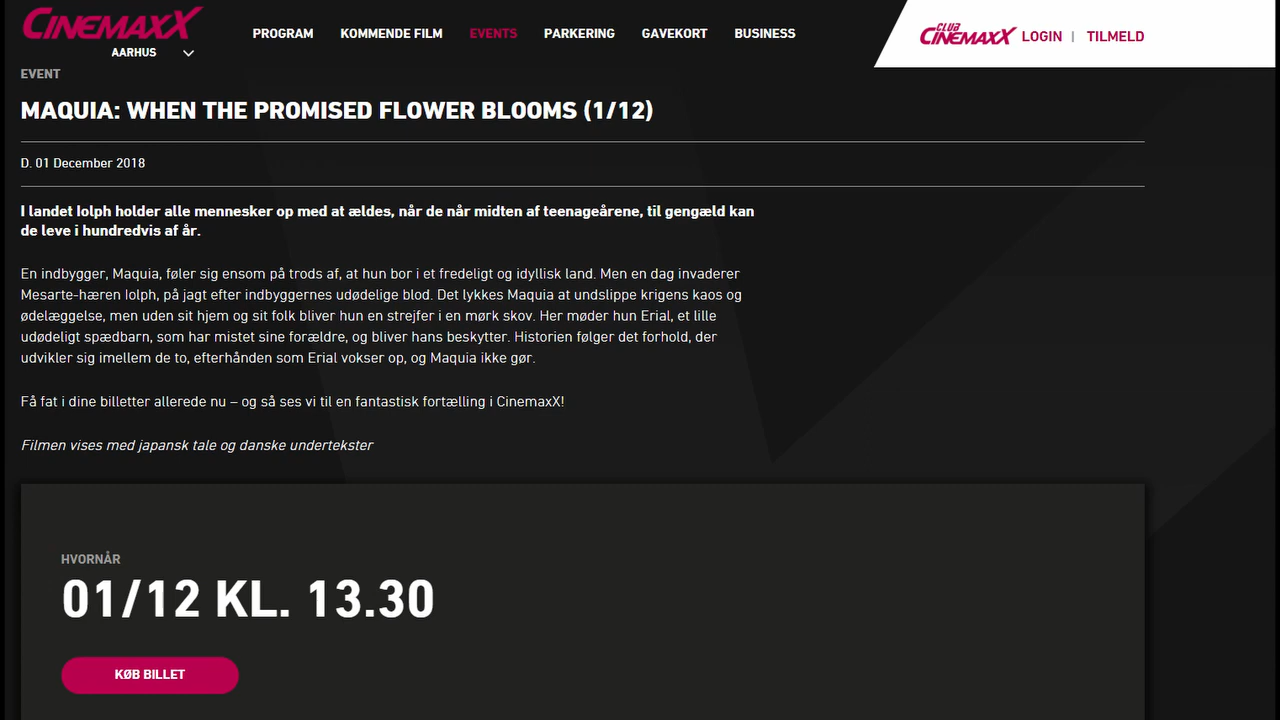 CINEMAXX
AARHUS
PROGRAM
KOMMENDE FILM
EVENTS
PARKERING
GAVEKORT
BUSINESS
CLUB
CINEMAXX
LOGIN | TILMELD
EVENT
MAQUIA: WHEN THE PROMISED FLOWER BLOOMS (1/12)
D. 01 December 2018
I landet Iolph holder alle mennesker op med at ældes, når de når midten af teenageårene, til gengæld kan
de leve i hundredvis af år.
En indbygger, Maquia, føler sig ensom på trods af, at hun bor i et fredeligt og idyllisk land. Men en dag invaderer
Mesarte-hæren Iolph, på jagt efter indbyggernes udødelige blod. Det lykkes Maquia at undslippe krigens kaos og
ødelæggelse, men uden sit hjem og sit folk bliver hun en strejfer i en mørk skov. Her møder hun Erial, et lille
udødeligt spædbarn, som har mistet sine forældre, og bliver hans beskytter. Historien følger det forhold, der
udvikler sig imellem de to, efterhånden som Erial vokser op, og Maquia ikke gør.
Få fat i dine billetter allerede nu – og så ses vi til en fantastisk fortælling i CinemaxX!
Filmen vises med japansk tale og danske undertekster
HVORNÅR
01/12 KL. 13.30
KØB BILLET